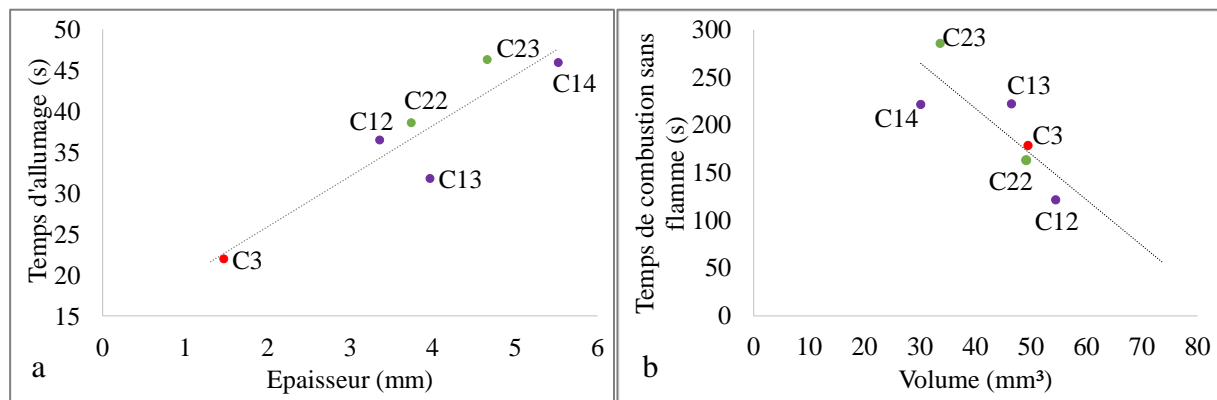 Temps d'allumage (s)
50
45
40
35
30
25
20
15
C23
C14
C22
C12
C13
C3
0 1 2 3 4 5 6
a
Epaisseur (mm)
Temps de combustion sans
flamme (s)
300
250
200
150
100
50
0
C23
C13
C14
C3
C22
C12
0 10 20 30 40 50 60 70 80
b
Volume (mm³)